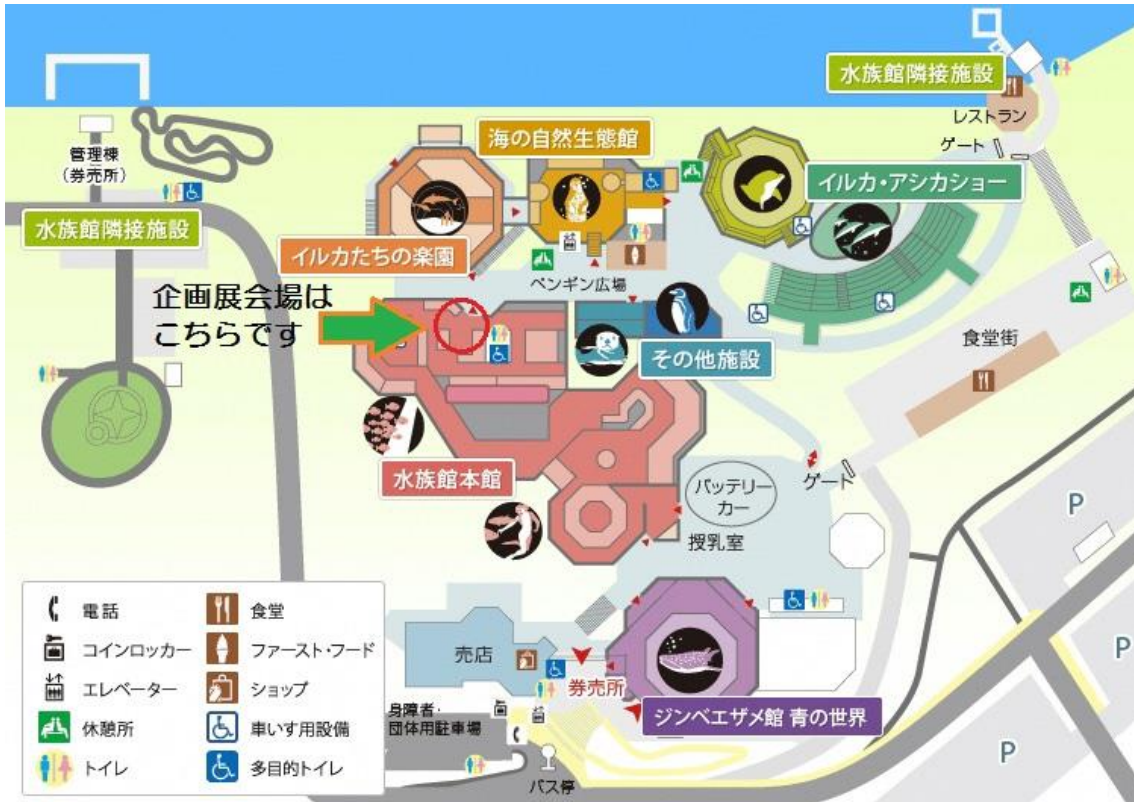 水族館隣接施設
レストラン
ゲート
海の自然生態館
管理棟
(券売所)
イルカ・アシカショー
水族館隣接施設
イルカたちの楽園
ペンギン広場
企画展会場は
こちらです
その他施設
食堂街
水族館本館
バッテリー
カー
ゲート
授乳室
P
P
P
電話
食堂
コインロッカー
ファースト・フード
エレベーター
ショップ
休憩所
車いす用設備
トイレ
多目的トイレ
売店
券売所
身障者・
団体用駐車場
ジンベエザメ館 青の世界
バス停